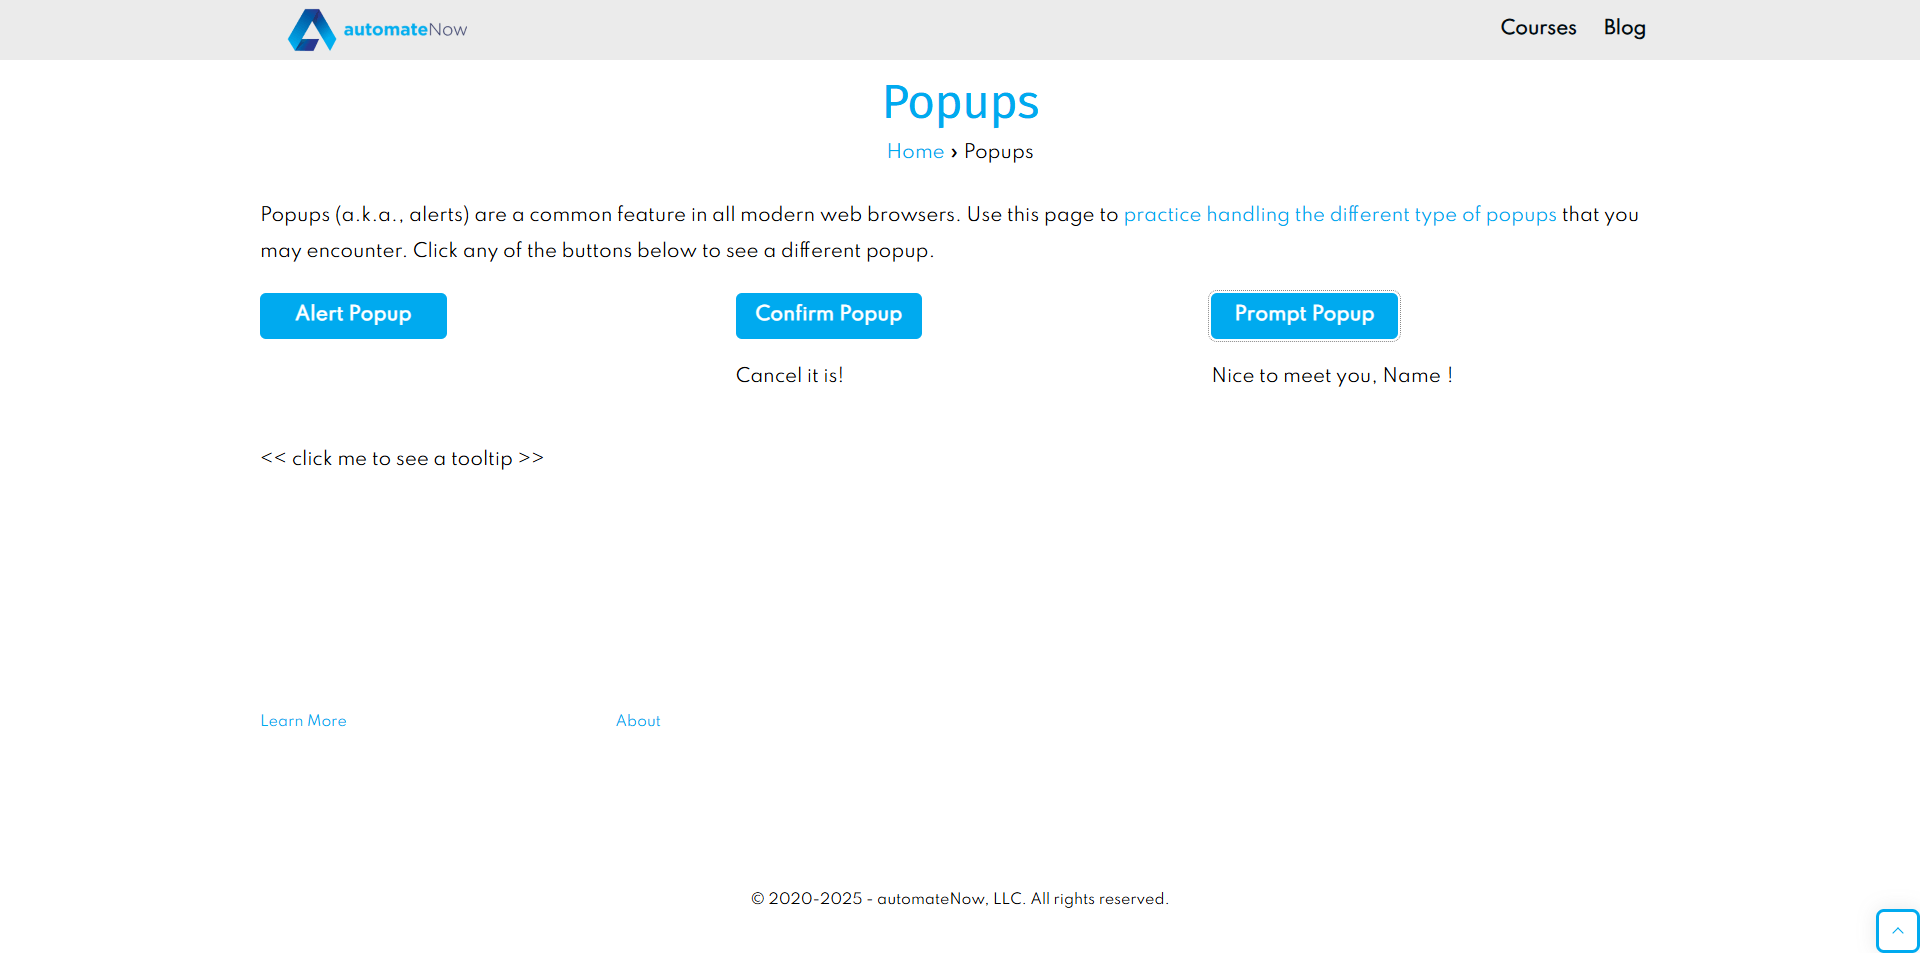 automateNow
Courses Blog
Popups
Home › Popups
Popups (a.k.a., alerts) are a common feature in all modern web browsers. Use this page to practice handling the different type of popups that you
may encounter. Click any of the buttons below to see a different popup.
Alert Popup Confirm Popup Prompt Popup
Cancel it is! Nice to meet you, Name !
<< click me to see a tooltip >>
Learn More About
© 2020-2025 - automateNow, LLC. All rights reserved.